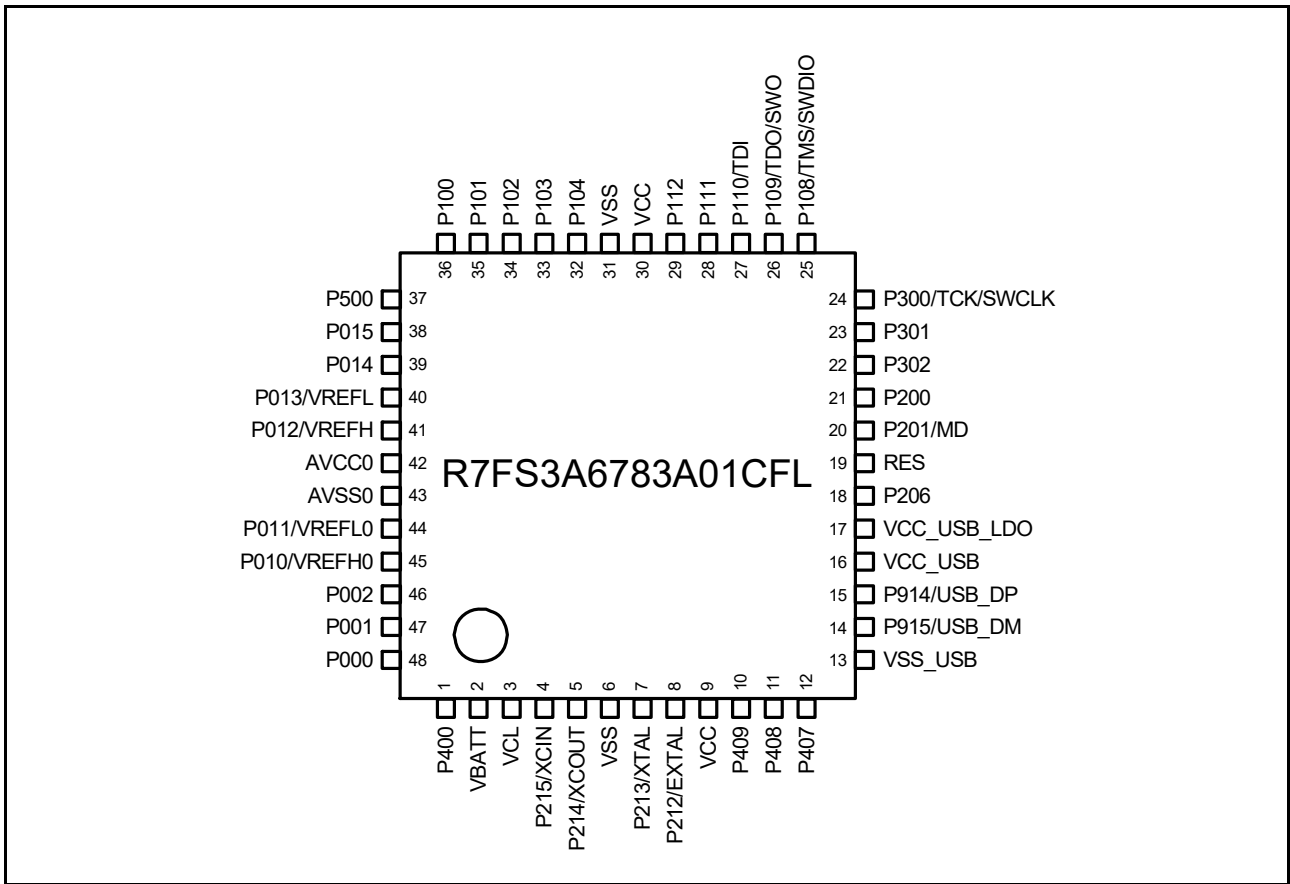 P100
P101
P102
P103
P104
VSS
VCC
P112
P111
P110/TDI
P109/TDO/SWO
P108/TMS/SWDIO
36
35
34
33
32
31
30
29
28
27
26
25
P500 37
P015 38
P014 39
P013/VREFL 40
P012/VREFH 41
AVCC0 42
AVSS0 43
P011/VREFL0 44
P010/VREFH0 45
P002 46
P001 47
P000 48
R7FS3A6783A01CFL
24 P300/TCK/SWCLK
23 P301
22 P302
21 P200
20 P201/MD
19 RES
18 P206
17 VCC_USB_LDO
16 VCC_USB
15 P914/USB_DP
14 P915/USB_DM
13 VSS_USB
1
2
3
4
5
6
7
8
9
10
11
12
P400
VBATT
VCL
P215/XCIN
P214/XCOUT
VSS
P213/XTAL
P212/EXTAL
VCC
P409
P408
P407